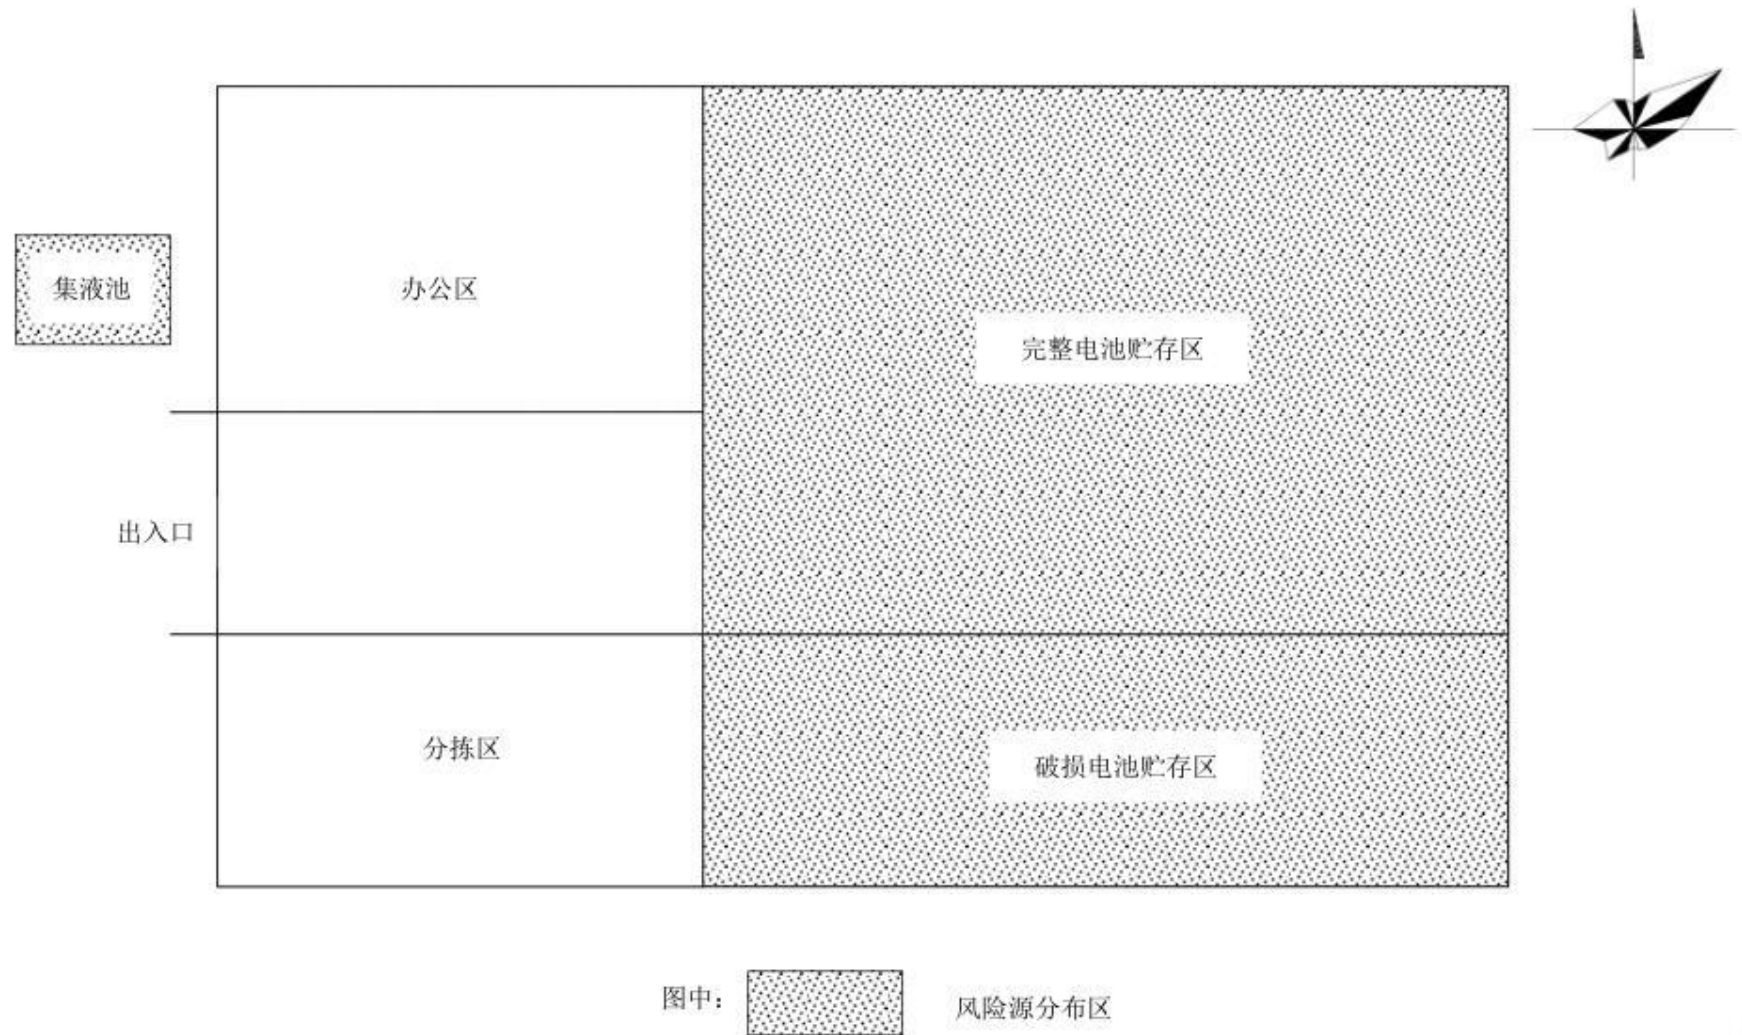 集液池
办公区
完整电池贮存区
出入口
分拣区
破损电池贮存区
图中：
风险源分布区